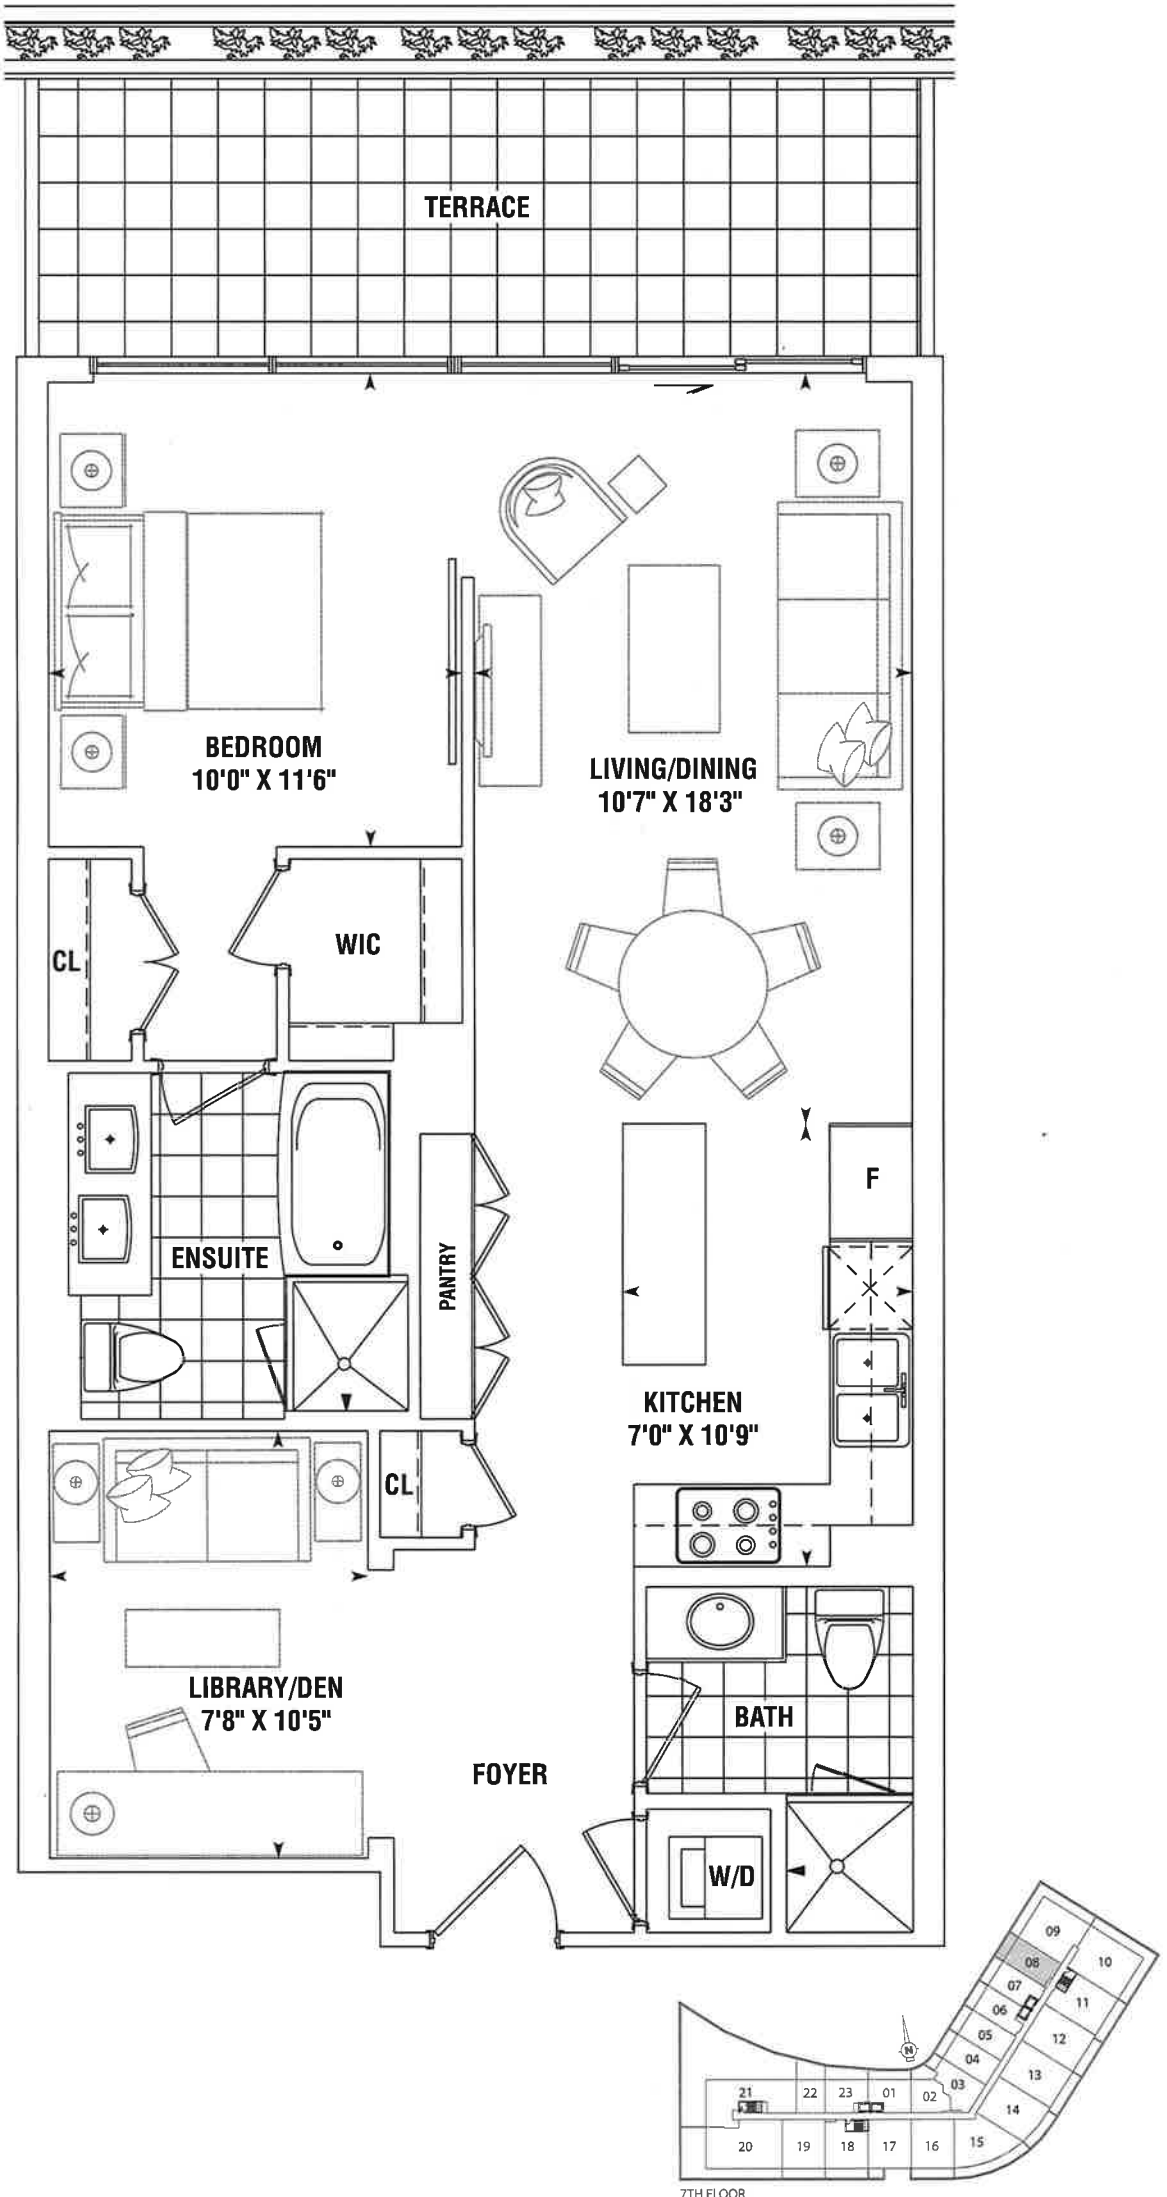 TERRACE
BEDROOM
10'0" X 11'6"
LIVING/DINING
10'7" X 18'3"
CL
WIC
F
ENSUITE
PANTRY
KITCHEN
7'0" X 10'9"
CL
LIBRARY/DEN
7'8" X 10'5"
BATH
FOYER
W/D
09
08
10
07
11
06
05
12
04
13
03
N
21
22
23
01
02
14
20
19
18
17
16
15
7TH FLOOR